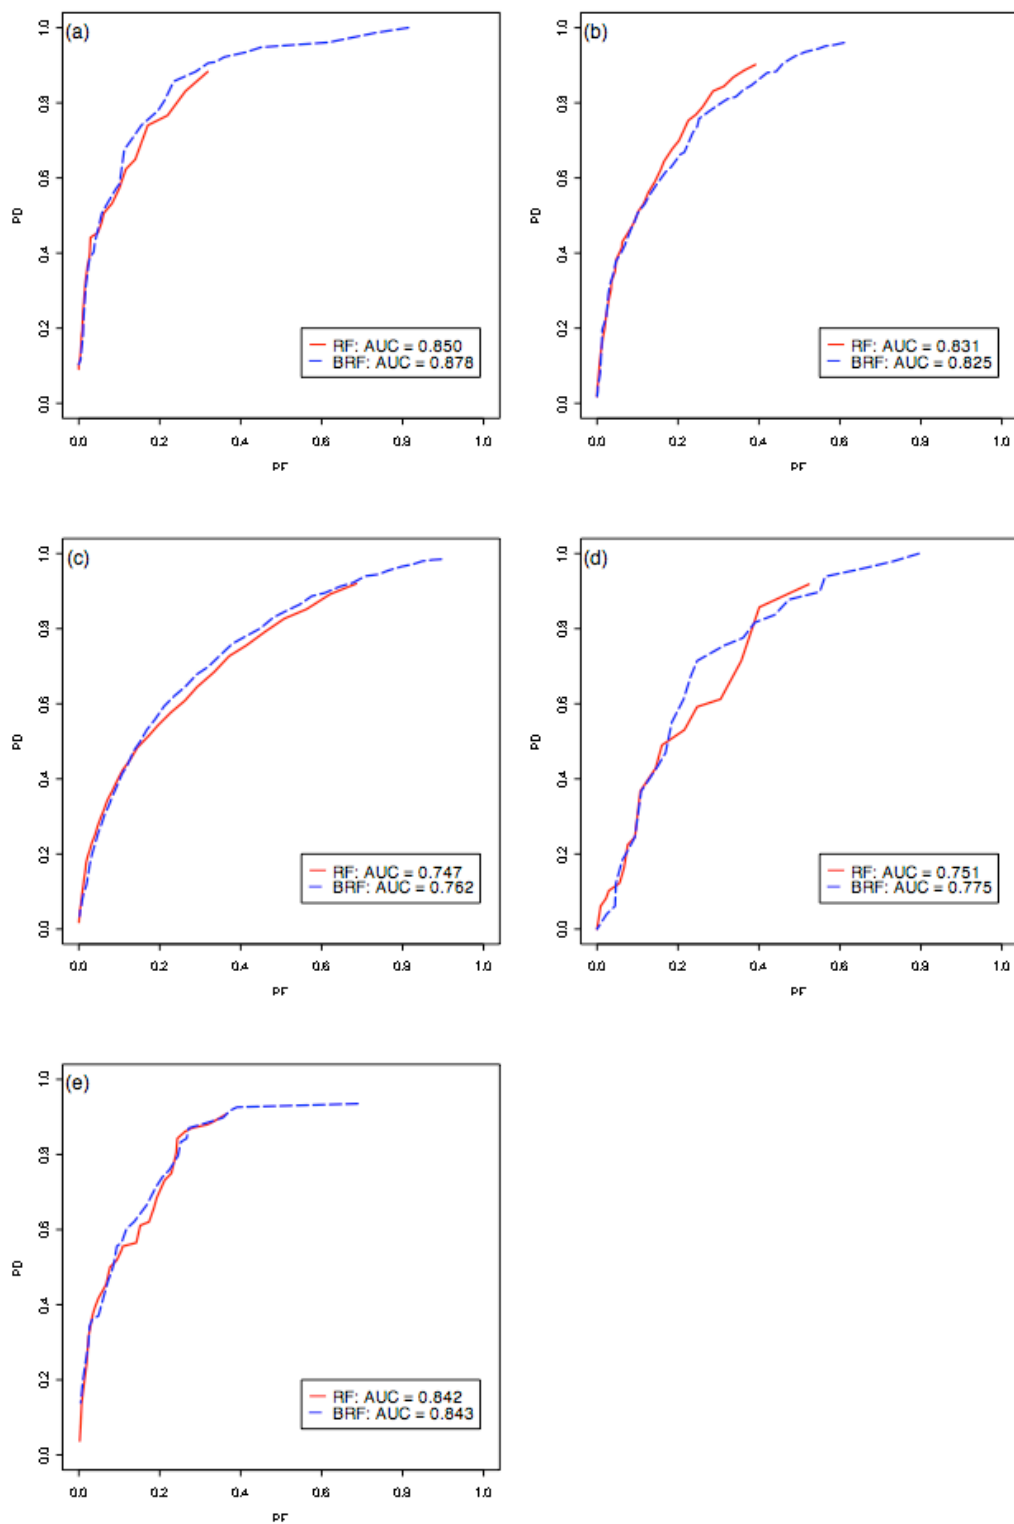 (a)
1.0
0.8
0.6
0.4
0.2
0.0
PD
RF: AUC = 0.850
BRF: AUC = 0.878
0.0 0.2 0.4 0.6 0.8 1.0
PF
(b)
1.0
0.8
0.6
0.4
0.2
0.0
PD
RF: AUC = 0.831
BRF: AUC = 0.825
0.0 0.2 0.4 0.6 0.8 1.0
PF
(c)
1.0
0.8
0.6
0.4
0.2
0.0
PD
RF: AUC = 0.747
BRF: AUC = 0.762
0.0 0.2 0.4 0.6 0.8 1.0
PF
(d)
1.0
0.8
0.6
0.4
0.2
0.0
PD
RF: AUC = 0.751
BRF: AUC = 0.775
0.0 0.2 0.4 0.6 0.8 1.0
PF
(e)
1.0
0.8
0.6
0.4
0.2
0.0
PD
RF: AUC = 0.842
BRF: AUC = 0.843
0.0 0.2 0.4 0.6 0.8 1.0
PF